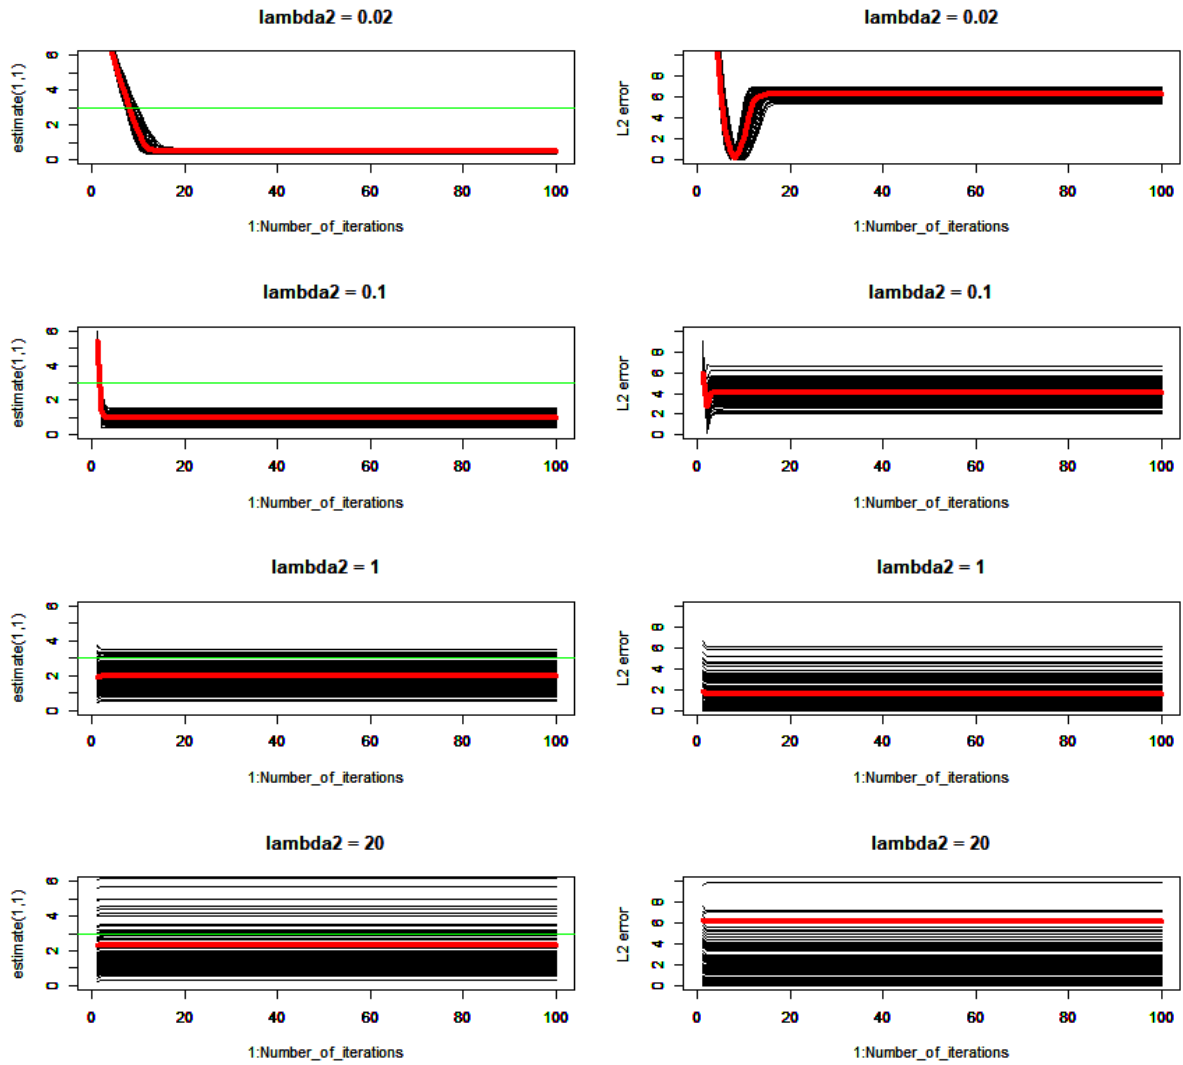 lambda2 = 0.02
estimate(1,1)
0 2 4 6
0 20 40 60 80 100
1:Number_of_iterations
lambda2 = 0.02
L2 error
0 2 4 6 8
0 20 40 60 80 100
1:Number_of_iterations
lambda2 = 0.1
estimate(1,1)
0 2 4 6
0 20 40 60 80 100
1:Number_of_iterations
lambda2 = 0.1
L2 error
0 2 4 6 8
0 20 40 60 80 100
1:Number_of_iterations
lambda2 = 1
estimate(1,1)
0 2 4 6
0 20 40 60 80 100
1:Number_of_iterations
lambda2 = 1
L2 error
0 2 4 6 8
0 20 40 60 80 100
1:Number_of_iterations
lambda2 = 20
estimate(1,1)
0 2 4 6
0 20 40 60 80 100
1:Number_of_iterations
lambda2 = 20
L2 error
0 2 4 6 8
0 20 40 60 80 100
1:Number_of_iterations